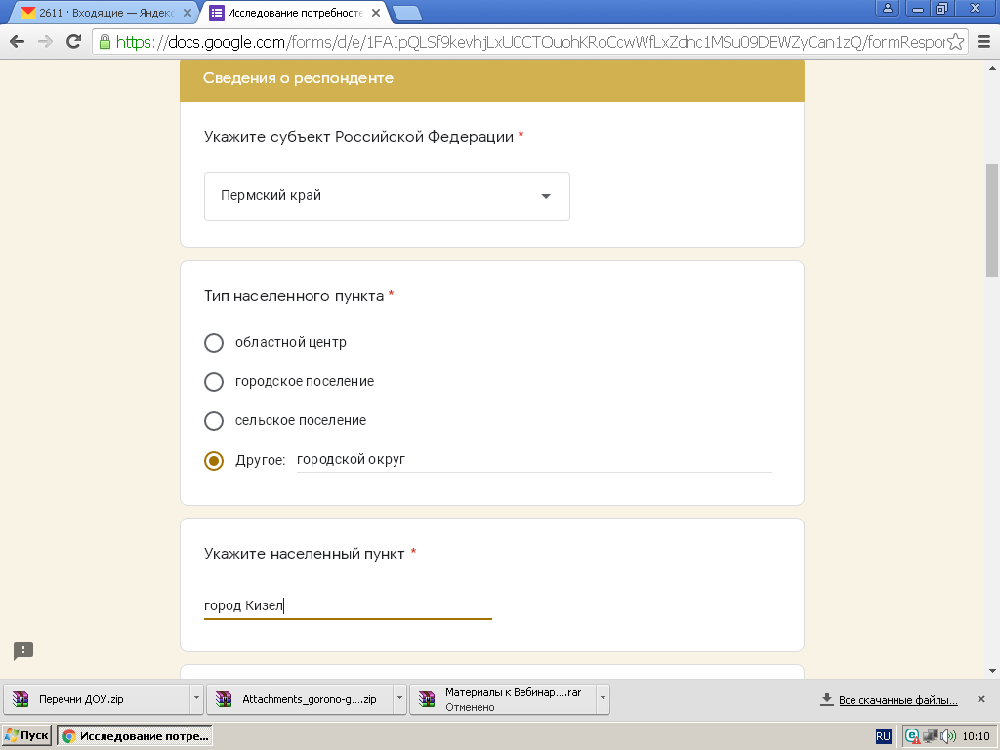 2611 · Входящие — Яндекс
Исследование потребносте
https://docs.google.com/forms/d/e/1FAIpQLSf9kevhjLxU0CTOuohKRoCcwWfLxZdnc1MSu09DEWZyCan1zQ/formRespor
Сведения о респонденте
Укажите субъект Российской Федерации *
Пермский край
Тип населенного пункта *
областной центр
городское поселение
сельское поселение
Другое: городской округ
Укажите населенный пункт *
город Кизел
Перечни ДОУ.zip
Attachments_gorono-g....zip
Материалы к Вебинар....rar
Отменено
Все скачанные файлы...
Пуск
Исследование потре...
RU
10:10